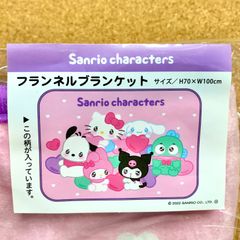 Sanrio characters
フランネルブランケット サイズ／H70×W100cm
Sanrio characters
▶この柄が入っています。
© 2022 SANRIO CO., LTD.